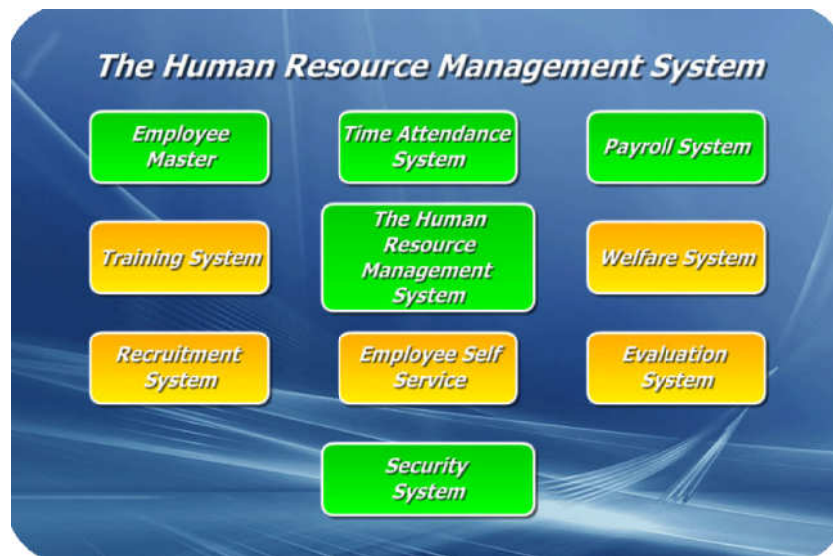 The Human Resource Management System
Employee
Master
Time Attendance
System
Payroll System
Training System
The Human
Resource
Management
System
Welfare System
Recruitment
System
Employee Self
Service
Evaluation
System
Security
System